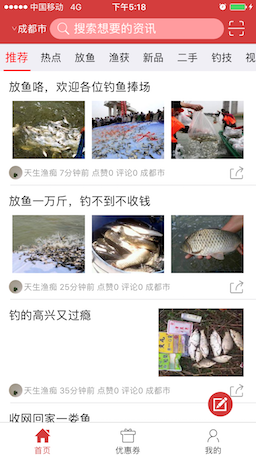 中国移动 4G 下午5:18
成都市 搜索想要的资讯
推荐 热点 放鱼 渔获 新品 二手 钓技 视
放鱼咯，欢迎各位钓鱼捧场
天生渔痴 7分钟前 点赞0 评论0 成都市
放鱼一万斤，钓不到不收钱
天生渔痴 25分钟前 点赞0 评论0 成都市
钓的高兴又过瘾
天生渔痴 35分钟前 点赞0 评论0 成都市
收网回家一娄鱼
首页 优惠券 我的